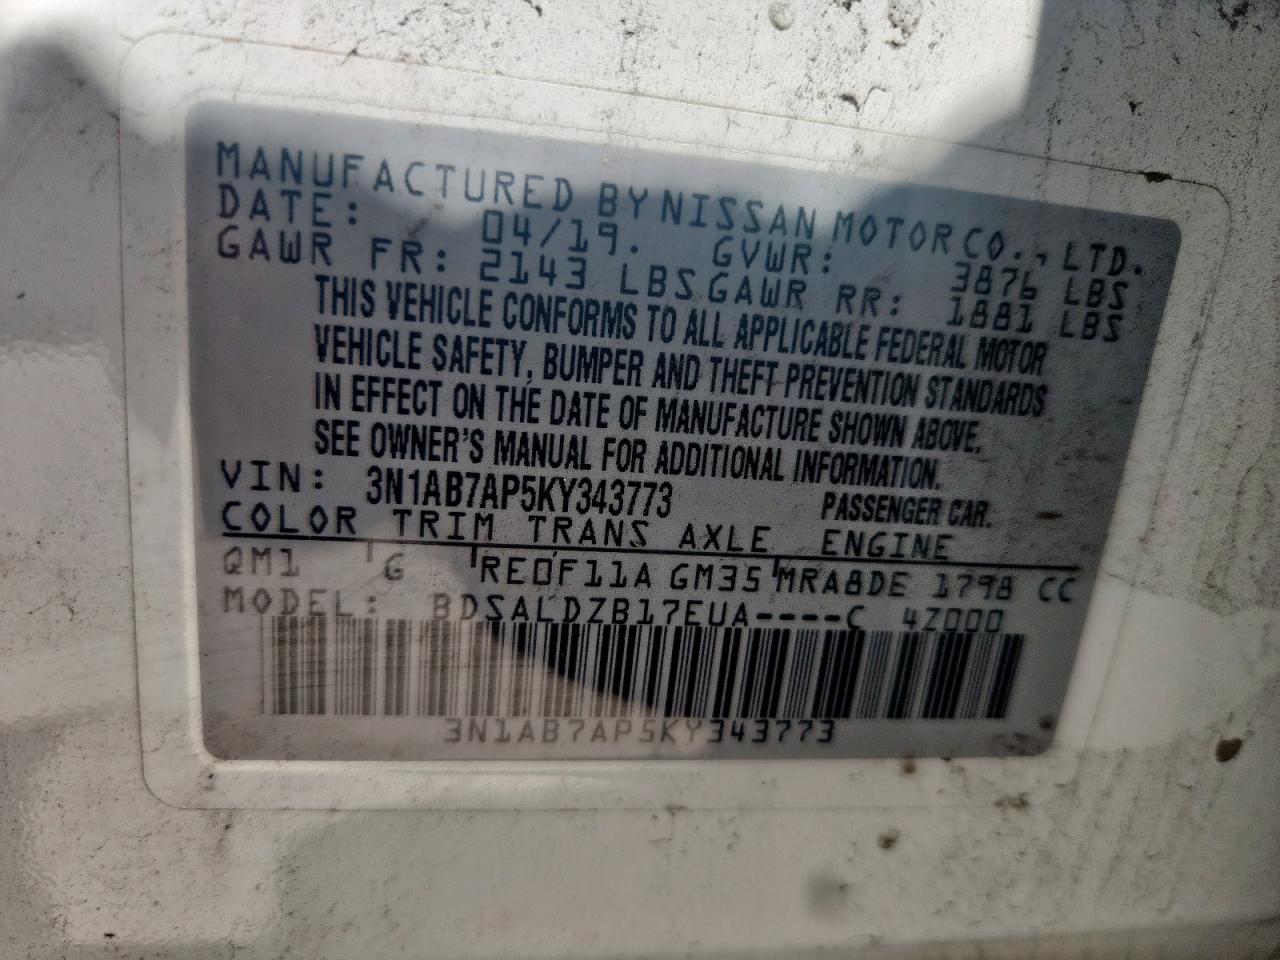 MANUFACTURED BY NISSAN MOTOR CO., LTD.
DATE: 04/19. GVWR: 3876 LBS
GAWR FR: 2143 LBS GAWR RR: 1881 LBS
THIS VEHICLE CONFORMS TO ALL APPLICABLE FEDERAL MOTOR
VEHICLE SAFETY, BUMPER AND THEFT PREVENTION STANDARDS
IN EFFECT ON THE DATE OF MANUFACTURE SHOWN ABOVE.
SEE OWNER'S MANUAL FOR ADDITIONAL INFORMATION.
VIN: 3N1AB7AP5KY343773 PASSENGER CAR.
COLOR TRIM TRANS AXLE ENGINE
QM1 G RE0F11A GM35 MRA8DE 1798 CC
MODEL: BDSALDZB17EUA----C 4Z000
3N1AB7AP5KY343773